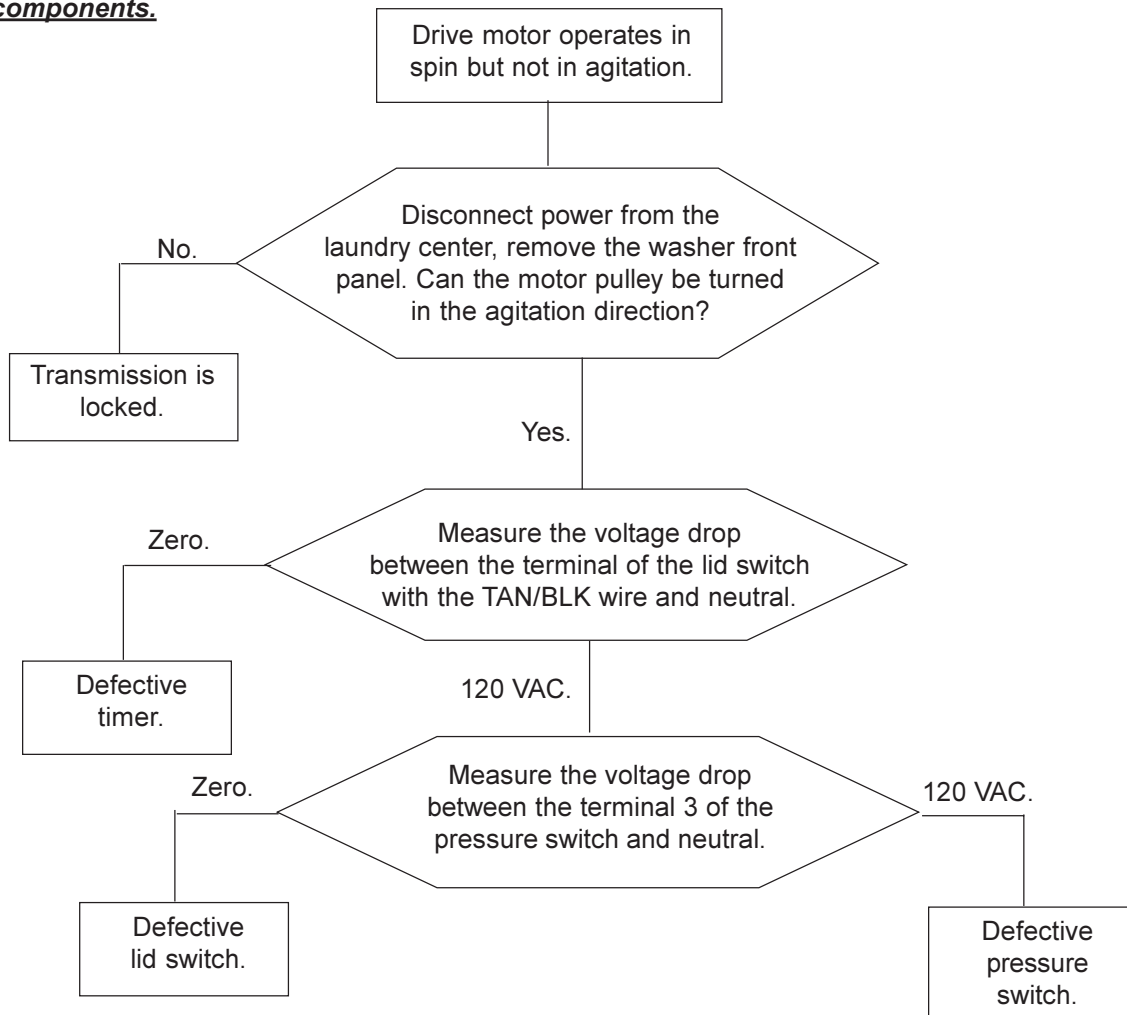 components.
Drive motor operates in
spin but not in agitation.
Disconnect power from the
laundry center, remove the washer front
panel. Can the motor pulley be turned
in the agitation direction?
No.
Transmission is
locked.
Yes.
Measure the voltage drop
between the terminal of the lid switch
with the TAN/BLK wire and neutral.
Zero.
Defective
timer.
120 VAC.
Measure the voltage drop
between the terminal 3 of the
pressure switch and neutral.
Zero.
120 VAC.
Defective
lid switch.
Defective
pressure
switch.